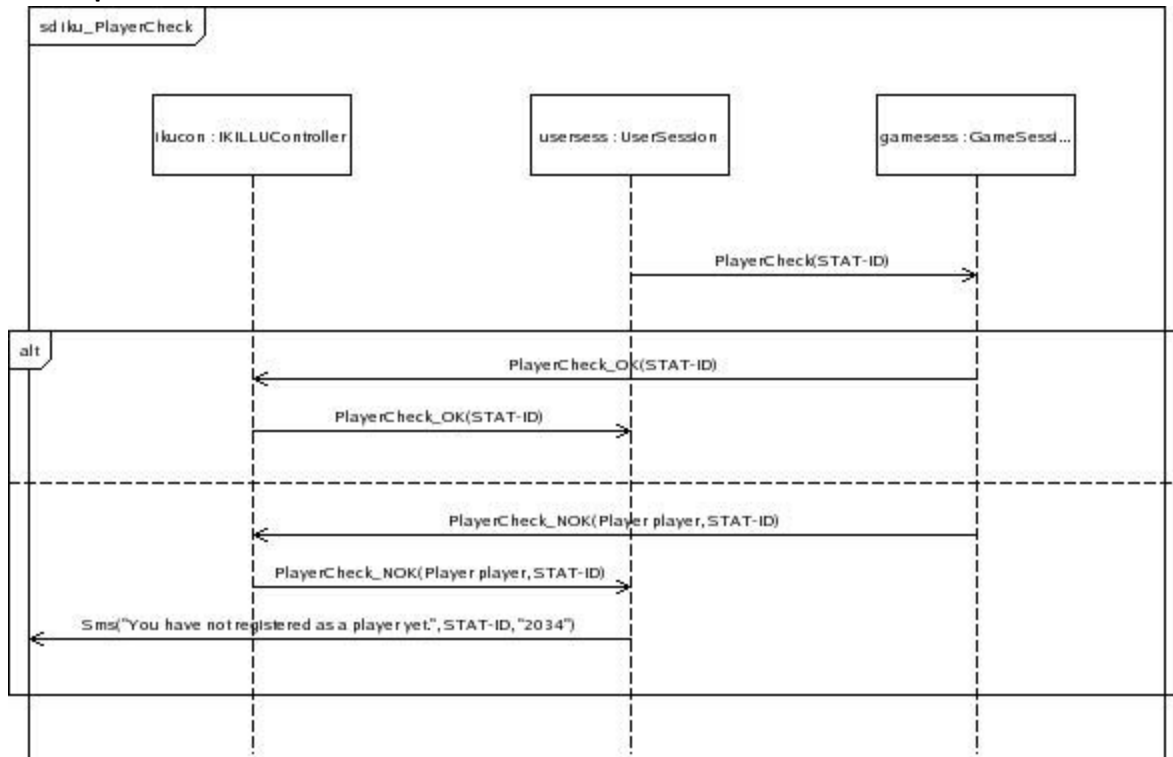 sd Iku_PlayerCheck
Ikucon : IKILLUController
usersess : UserSession
gamesess : GameSessi...
PlayerCheck(STAT-ID)
alt
PlayerCheck_OK(STAT-ID)
PlayerCheck_OK(STAT-ID)
PlayerCheck_NOK(Player player, STAT-ID)
PlayerCheck_NOK(Player player, STAT-ID)
Sms("You have not registered as a player yet.", STAT-ID, "2034")